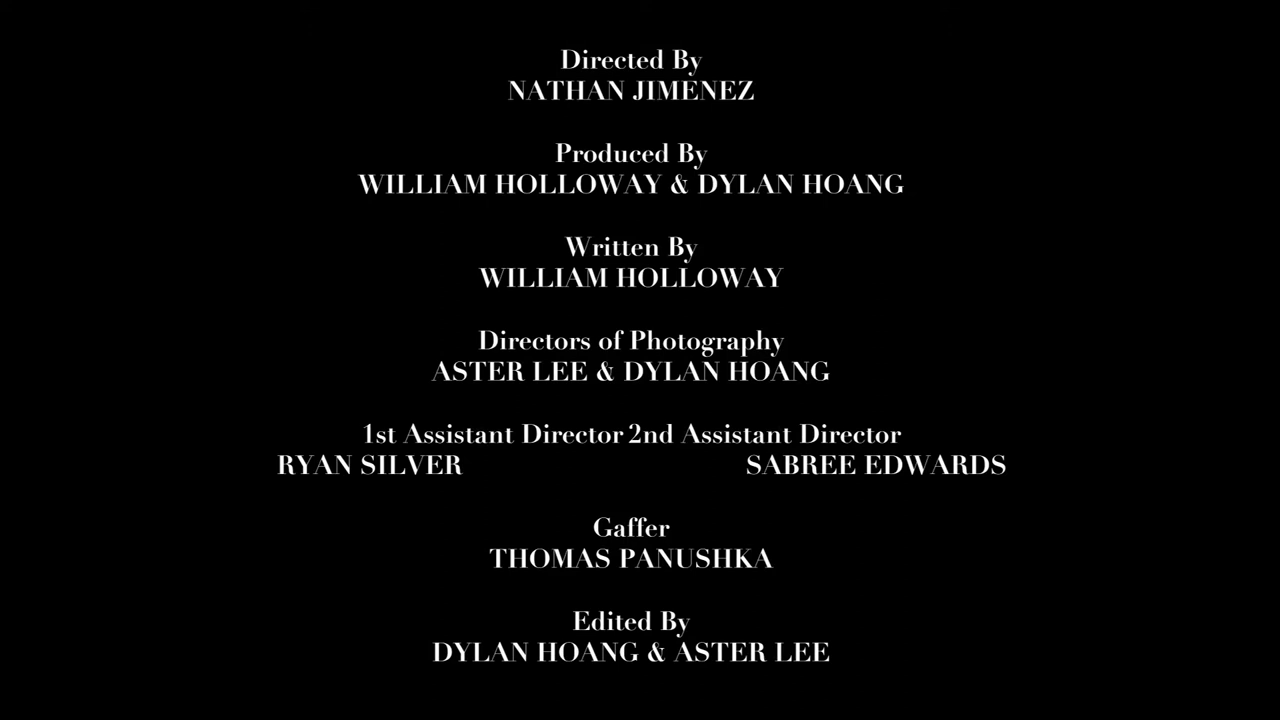 Directed By
NATHAN JIMENEZ
Produced By
WILLIAM HOLLOWAY & DYLAN HOANG
Written By
WILLIAM HOLLOWAY
Directors of Photography
ASTER LEE & DYLAN HOANG
1st Assistant Director 2nd Assistant Director
RYAN SILVER SABREE EDWARDS
Gaffer
THOMAS PANUSHKA
Edited By
DYLAN HOANG & ASTER LEE